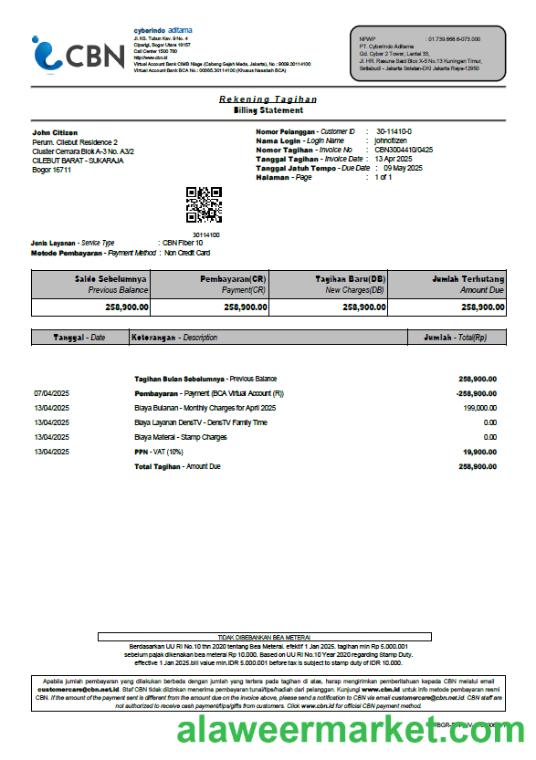 CBN
cyberindo aditama
Jl. KS. Tubun Kav. 9 No. 4
Ciparigi, Bogor Utara 16157
Call Center 1500 780
http://www.cbn.id
Virtual Account Bank CIMB Niaga (Cabang Gajah Mada, Jakarta), No : 9009.30114100
Virtual Account Bank BCA No.: 00665.30114100 (Khusus Nasabah BCA)
NPWP : 01.739.668.6-073.000
PT. Cyberindo Aditama
Gd. Cyber 2 Tower, Lantai 33,
Jl. HR. Rasuna Said Blox X-5 No.13 Kuningan Timur,
Setiabudi - Jakarta Selatan-DKI Jakarta Raya-12950
Rekening Tagihan
Billing Statement
John Citizen
Perum. Cilebut Residence 2
Cluster Cemara Blok A-3 No. A3/2
CILEBUT BARAT - SUKARAJA
Bogor 16711
Nomor Pelanggan - Customer ID : 30-11410-0
Nama Login - Login Name : johncitizen
Nomor Tagihan - Invoice No : CBN3004410/0425
Tanggal Tagihan - Invoice Date : 13 Apr 2025
Tanggal Jatuh Tempo - Due Date : 09 May 2025
Halaman - Page : 1 of 1
30114100
Jenis Layanan - Service Type : CBN Fiber 10
Metode Pembayaran - Payment Method : Non Credit Card
Saldo Sebelumnya Pembayaran(CR) Tagihan Baru(DB) Jumlah Terhutang
Previous Balance Payment(CR) New Charges(DB) Amount Due
258,900.00 258,900.00 258,900.00 258,900.00
Tanggal - Date Keterangan - Description Jumlah - Total(Rp)
Tagihan Bulan Sebelumnya - Previous Balance 258,900.00
07/04/2025 Pembayaran - Payment (BCA Virtual Account (R)) -258,900.00
13/04/2025 Biaya Bulanan - Monthly Charges for April 2025 199,000.00
13/04/2025 Biaya Layanan DensTV - DensTV Family Time 0.00
13/04/2025 Biaya Materai - Stamp Charges 0.00
13/04/2025 PPN - VAT (10%) 19,900.00
Total Tagihan - Amount Due 258,900.00
TIDAK DIBEBANKAN BEA METERAI
Berdasarkan UU RI No.10 thn 2020 tentang Bea Meterai, efektif 1 Jan 2025, tagihan min Rp 5.000.001
sebelum pajak dikenakan bea meterai Rp 10.000. Based on UU RI No.10 Year 2020 regarding Stamp Duty,
effective 1 Jan 2025,bill value min.IDR 5.000.001 before tax is subject to stamp duty of IDR 10.000.
Apabila jumlah pembayaran yang dilakukan berbeda dengan jumlah yang tertera pada tagihan di atas, harap mengirimkan pemberitahuan kepada CBN melalui email
customercare@cbn.net.id. Staf CBN tidak diizinkan menerima pembayaran tunai/tips/hadiah dari pelanggan. Kunjungi www.cbn.id untuk info metode pembayaran resmi
CBN. If the amount of the payment sent is different from the amount due on the invoice above, please send a notification to CBN via email customercare@cbn.net.id. CBN staff are
not authorized to receive cash payment/tips/gifts from customers. Click www.cbn.id for official CBN payment method.
alaweermarket.com